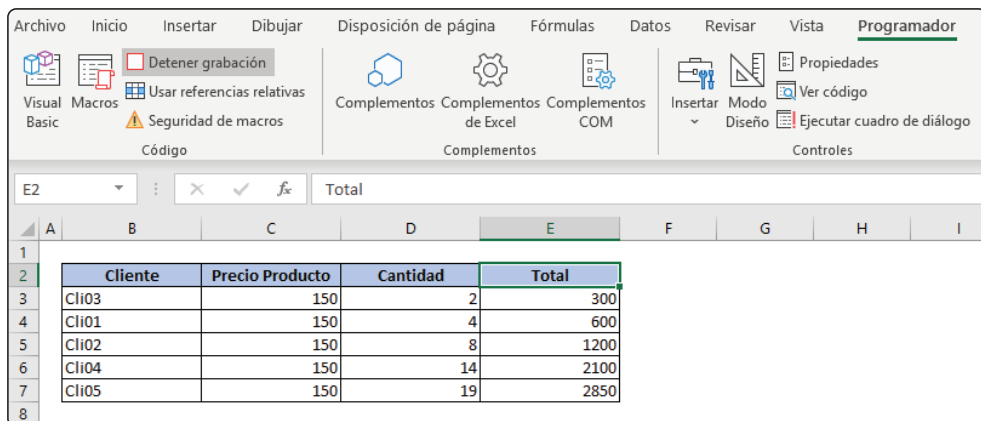 Archivo Inicio Insertar Dibujar Disposición de página Fórmulas Datos Revisar Vista Programador
Visual Basic
Macros
Detener grabación
Usar referencias relativas
Seguridad de macros
Código
Complementos
Complementos de Excel
Complementos COM
Complementos
Insertar
Modo Diseño
Propiedades
Ver código
Ejecutar cuadro de diálogo
Controles
E2 fx Total
A B C D E F G H I
1
2 Cliente Precio Producto Cantidad Total
3 Cli03 150 2 300
4 Cli01 150 4 600
5 Cli02 150 8 1200
6 Cli04 150 14 2100
7 Cli05 150 19 2850
8